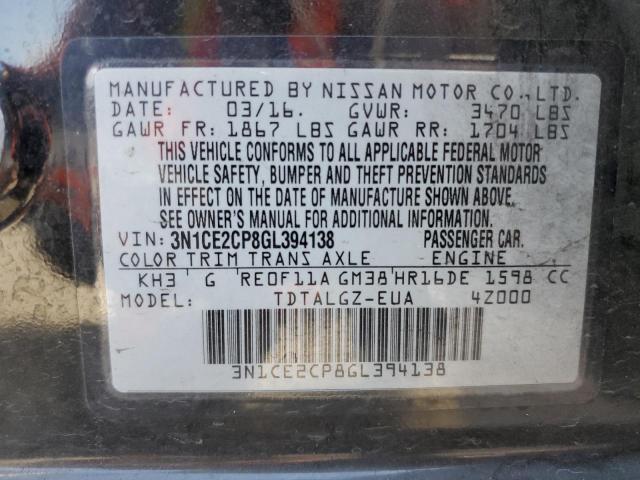 MANUFACTURED BY NISSAN MOTOR CO., LTD.
DATE: 03/16. GVWR: 3470 LBS
GAWR FR: 1867 LBS GAWR RR: 1704 LBS
THIS VEHICLE CONFORMS TO ALL APPLICABLE FEDERAL MOTOR
VEHICLE SAFETY, BUMPER AND THEFT PREVENTION STANDARDS
IN EFFECT ON THE DATE OF MANUFACTURE SHOWN ABOVE.
SEE OWNER'S MANUAL FOR ADDITIONAL INFORMATION.
VIN: 3N1CE2CP8GL394138 PASSENGER CAR.
COLOR TRIM TRANS AXLE ENGINE
KH3 G RE0F11A GM38 HR16DE 1598 CC
MODEL: TDTALGZ-EUA 4Z000
3N1CE2CP8GL394138